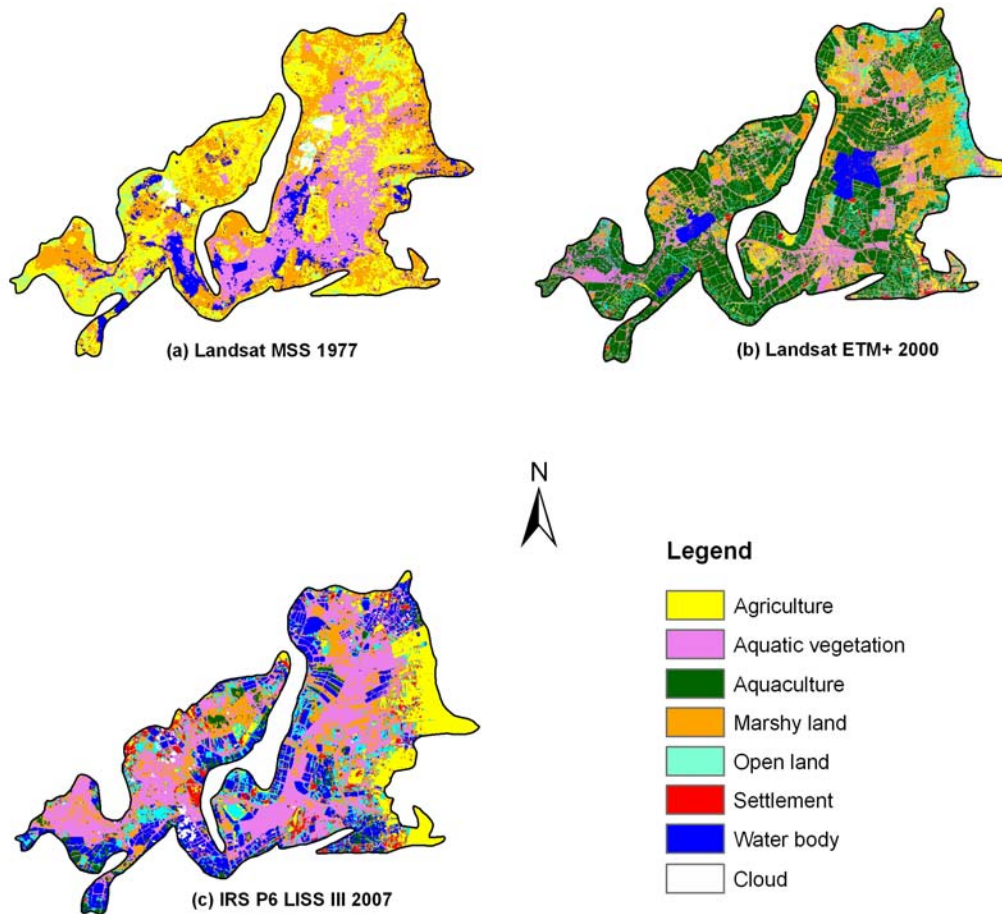 (a) Landsat MSS 1977
(b) Landsat ETM+ 2000
N
Legend
Agriculture
Aquatic vegetation
Aquaculture
Marshy land
Open land
Settlement
Water body
Cloud
(c) IRS P6 LISS III 2007